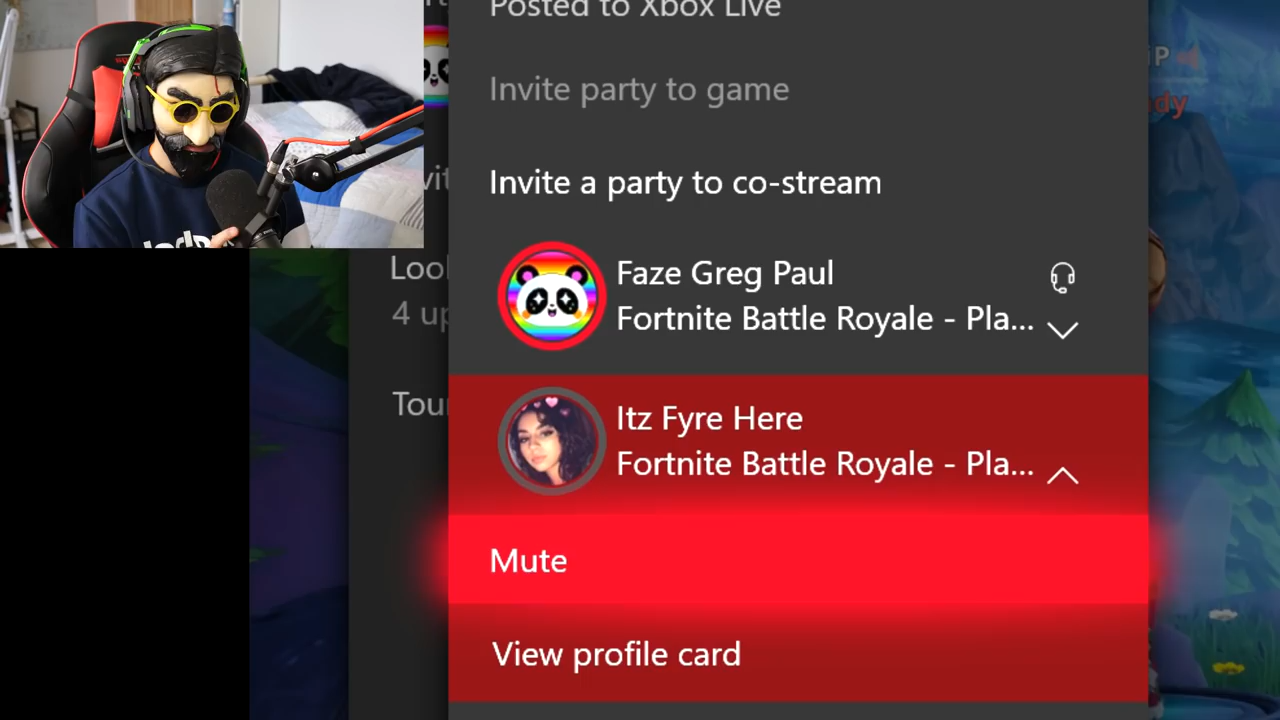 Posted to Xbox Live
Invite party to game
Invite a party to co-stream
Faze Greg Paul
Fortnite Battle Royale - Pla...
Itz Fyre Here
Fortnite Battle Royale - Pla...
Mute
View profile card